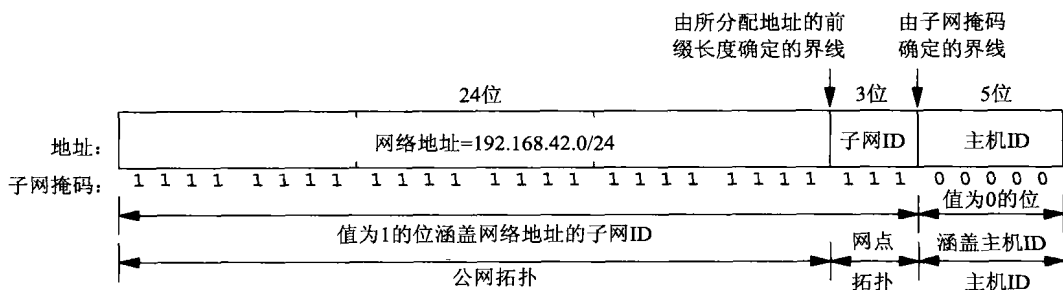 由所分配地址的前
缀长度确定的界线
由子网掩码
确定的界线
24位
3位
5位
地址:
网络地址=192.168.42.0/24
子网ID
主机ID
子网掩码:
1 1 1 1 1 1 1 1 1 1 1 1 1 1 1 1 1 1 1 1 1 1 1 1 1 1 1 0 0 0 0 0
值为1的位涵盖网络地址的子网ID
值为0的位
涵盖主机ID
公网拓扑
网点
拓扑
主机ID